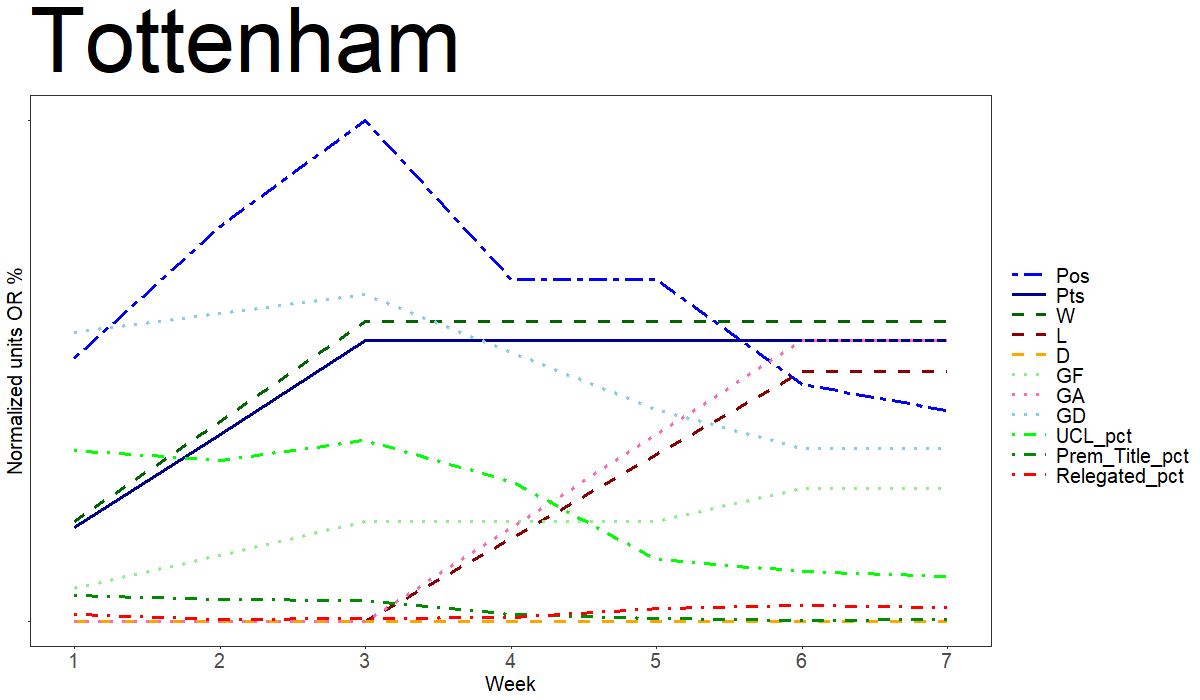 Tottenham
Normalized units OR %
1 2 3 4 5 6 7
Week
Pos
Pts
W
L
D
GF
GA
GD
UCL_pct
Prem_Title_pct
Relegated_pct